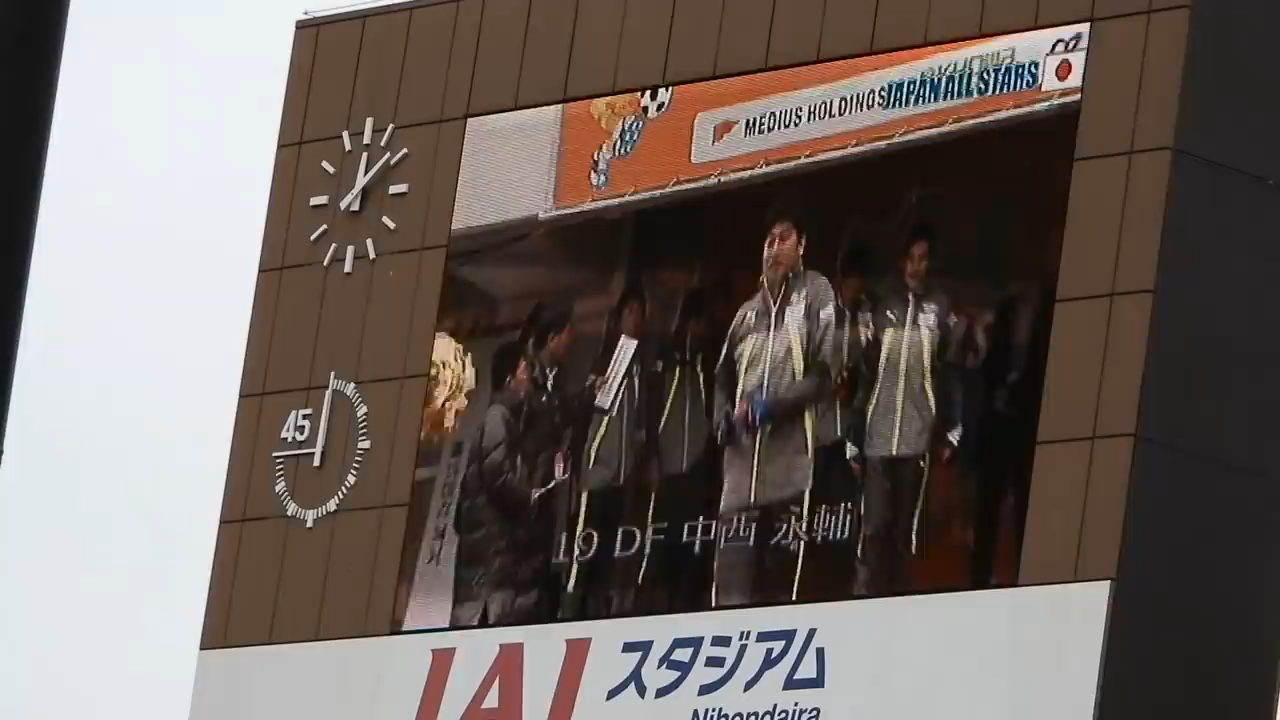 MEDIUS HOLDINGS JAPAN ALL STARS
45
19 DF 中西 永輔
IAI スタジアム
Nihondaira